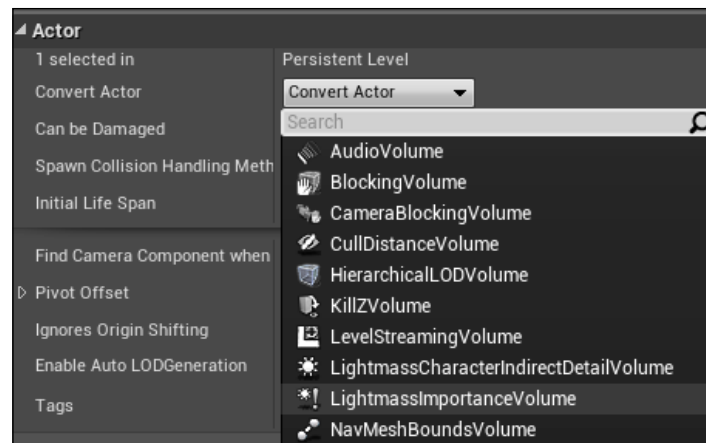 Actor
1 selected in Persistent Level
Convert Actor Convert Actor
Can be Damaged
Search
Spawn Collision Handling Meth
Initial Life Span
Find Camera Component when
Pivot Offset
Ignores Origin Shifting
Enable Auto LODGeneration
Tags
AudioVolume
BlockingVolume
CameraBlockingVolume
CullDistanceVolume
HierarchicalLODVolume
KillZVolume
LevelStreamingVolume
LightmassCharacterIndirectDetailVolume
LightmassImportanceVolume
NavMeshBoundsVolume